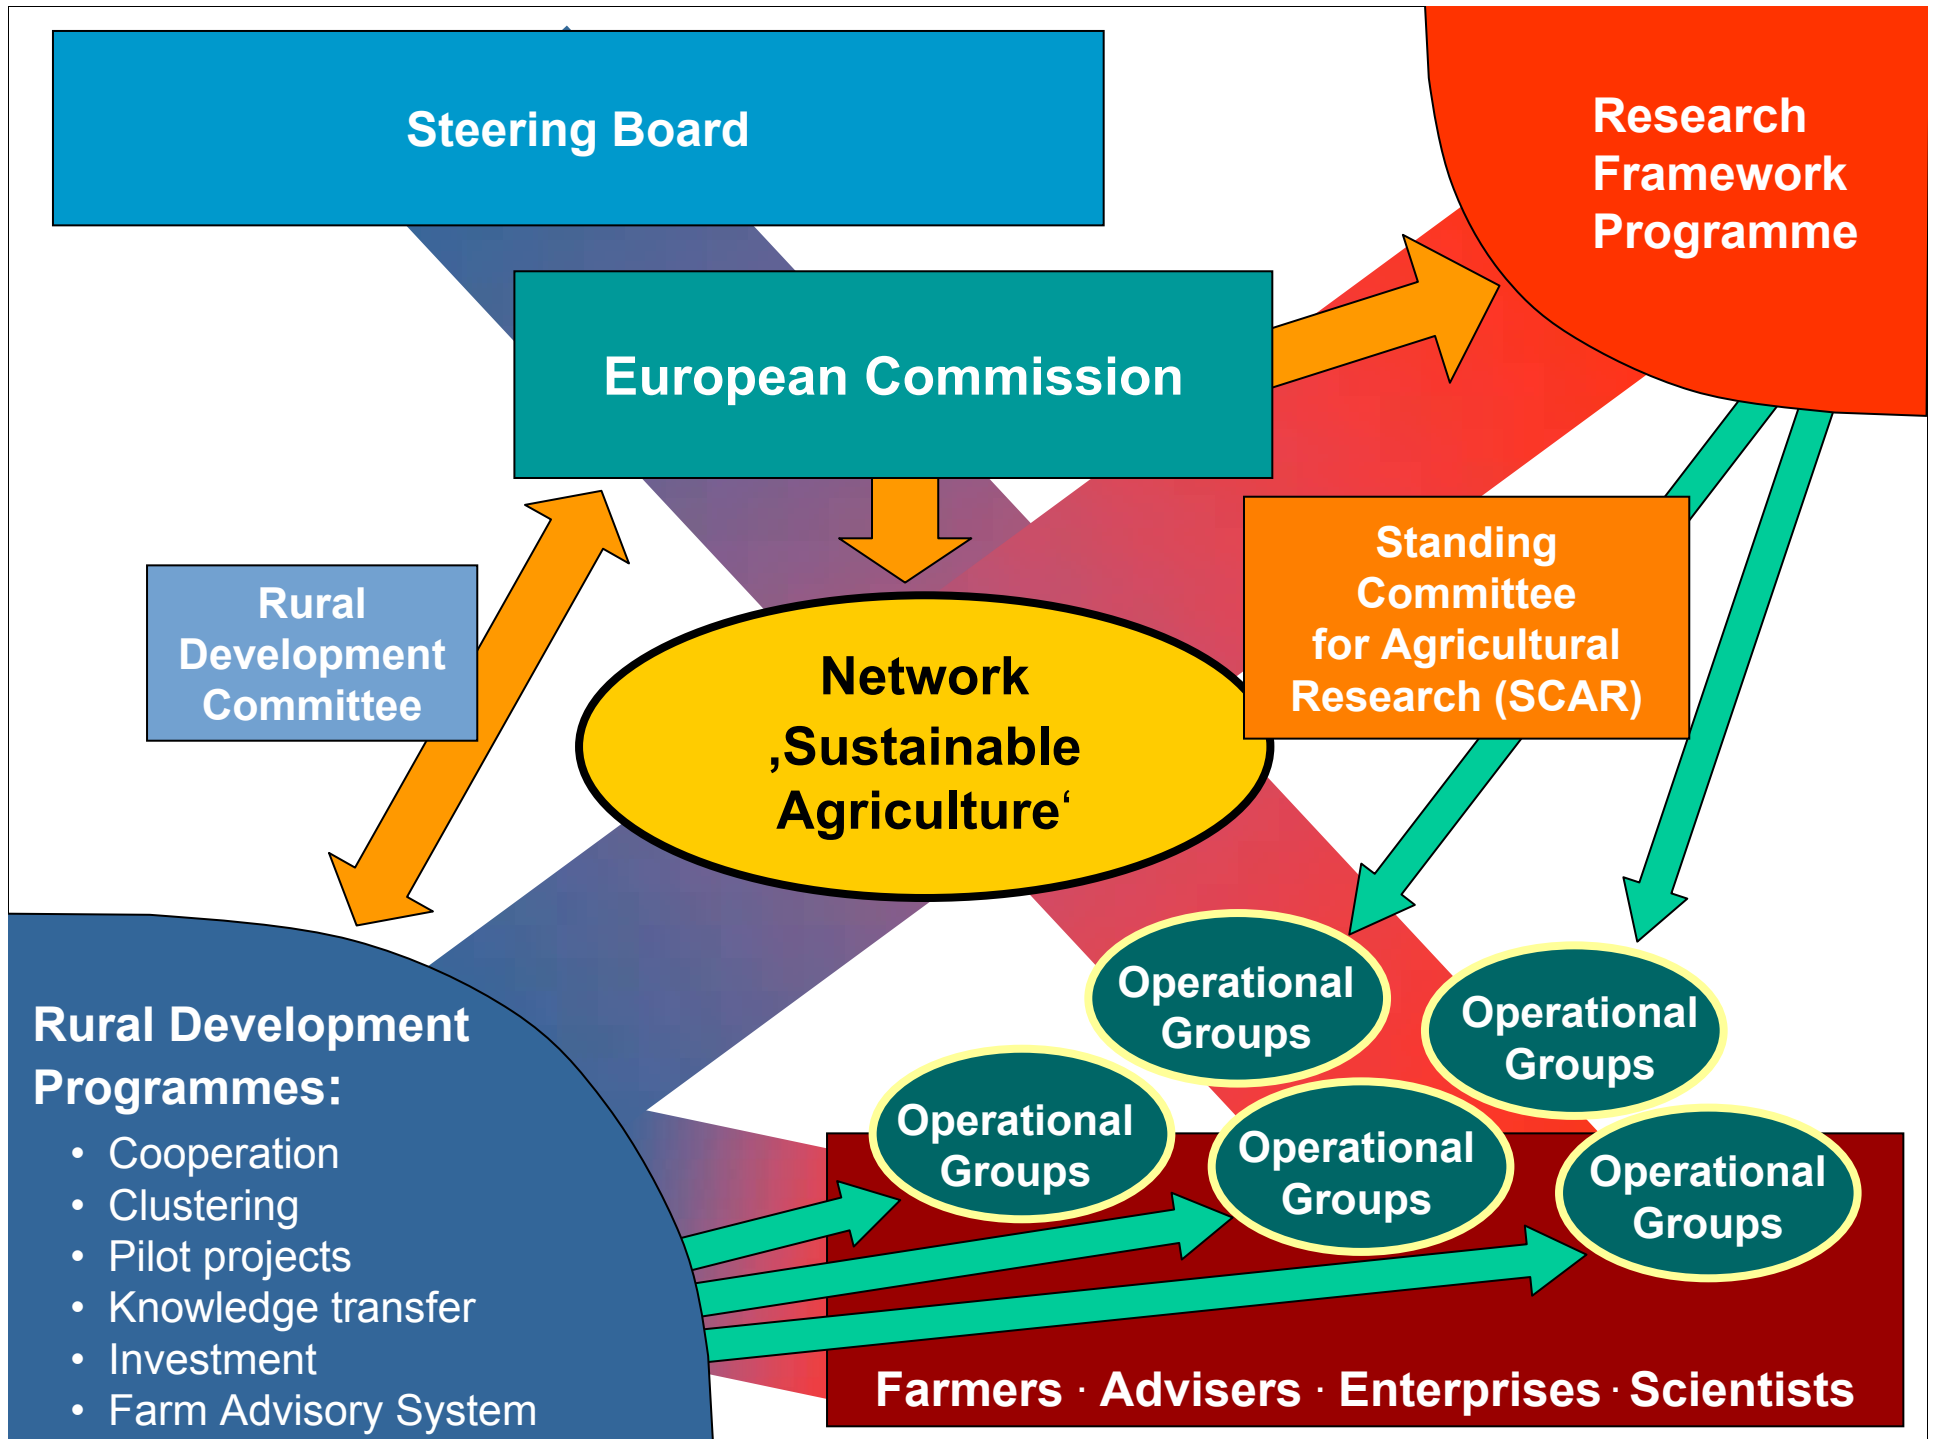 Steering Board
Research
Framework
Programme
European Commission
Standing
Committee
for Agricultural
Research (SCAR)
Rural
Development
Committee
Network
‚Sustainable
Agriculture‘
Operational
Groups
Operational
Groups
Operational
Groups
Operational
Groups
Operational
Groups
Rural Development
Programmes:
• Cooperation
• Clustering
• Pilot projects
• Knowledge transfer
• Investment
• Farm Advisory System
Farmers · Advisers · Enterprises · Scientists